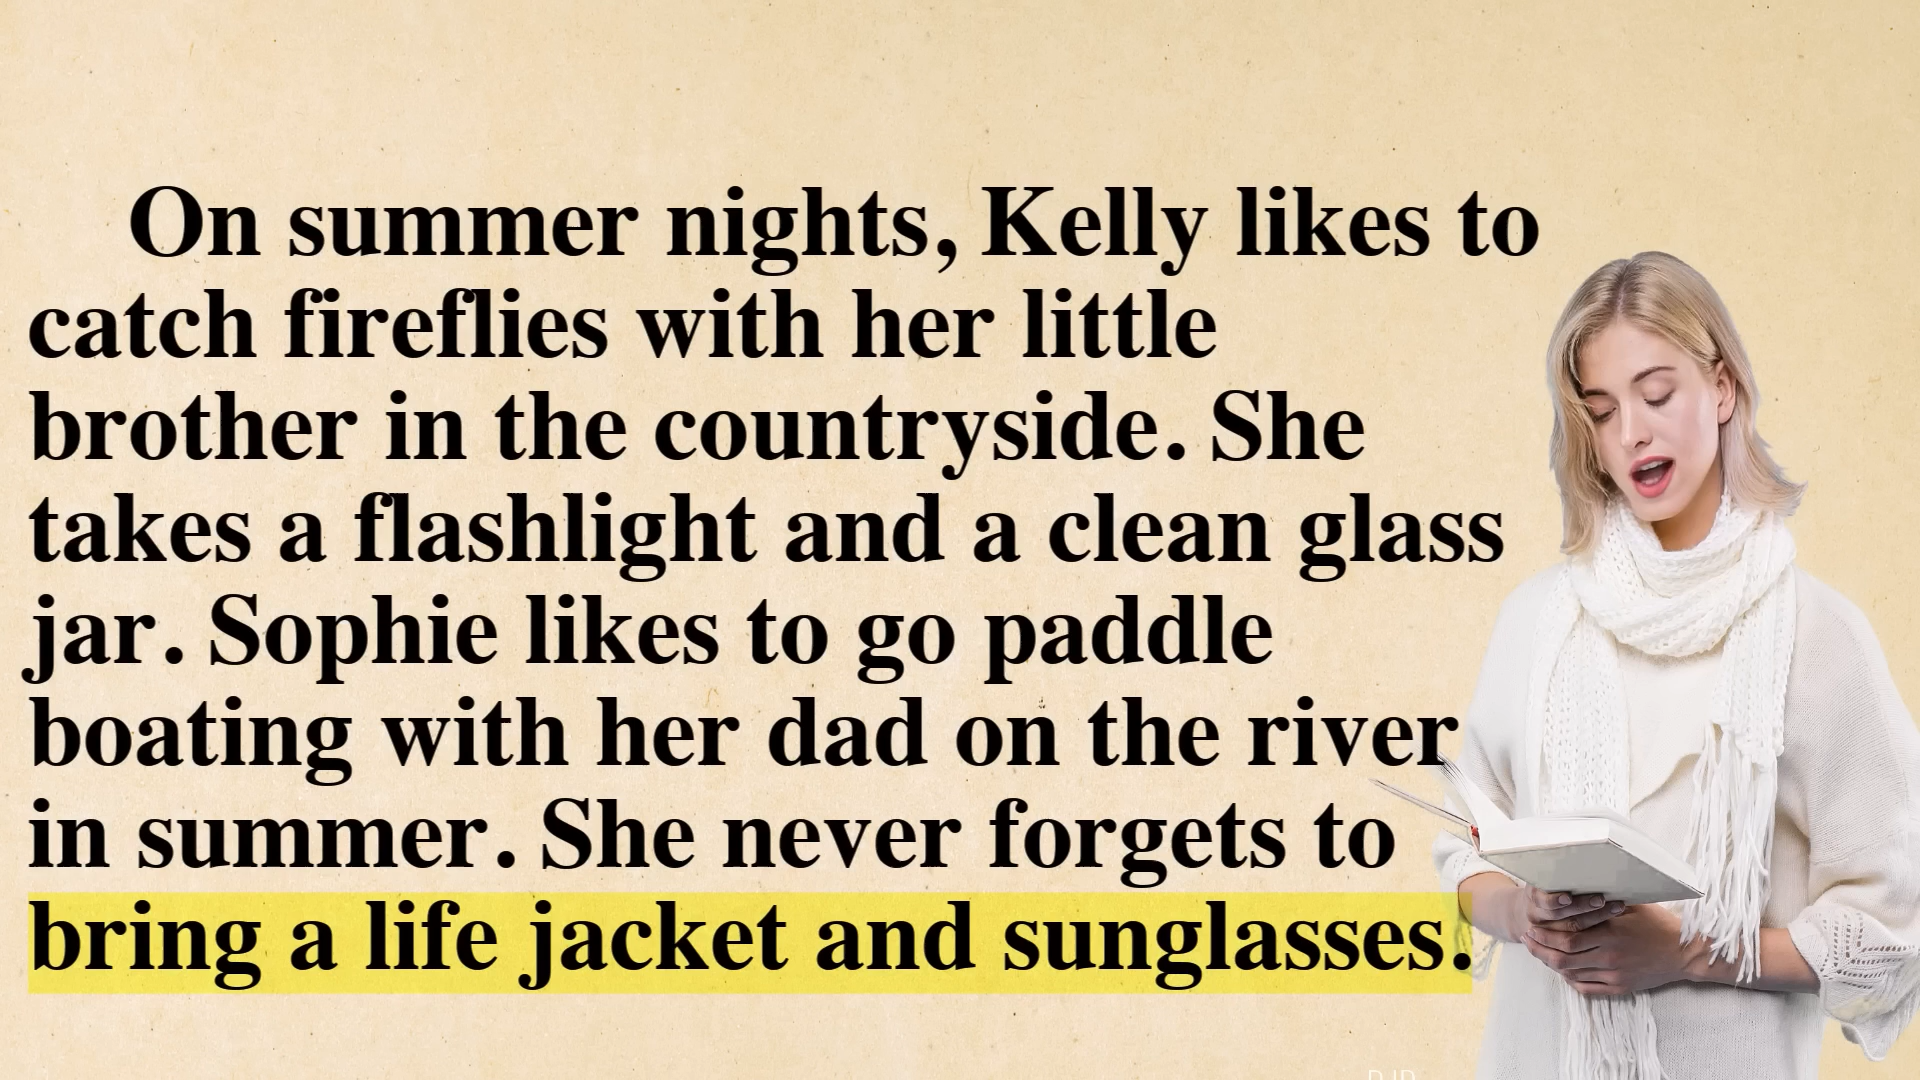 On summer nights, Kelly likes to
catch fireflies with her little
brother in the countryside. She
takes a flashlight and a clean glass
jar. Sophie likes to go paddle
boating with her dad on the river
in summer. She never forgets to
bring a life jacket and sunglasses.